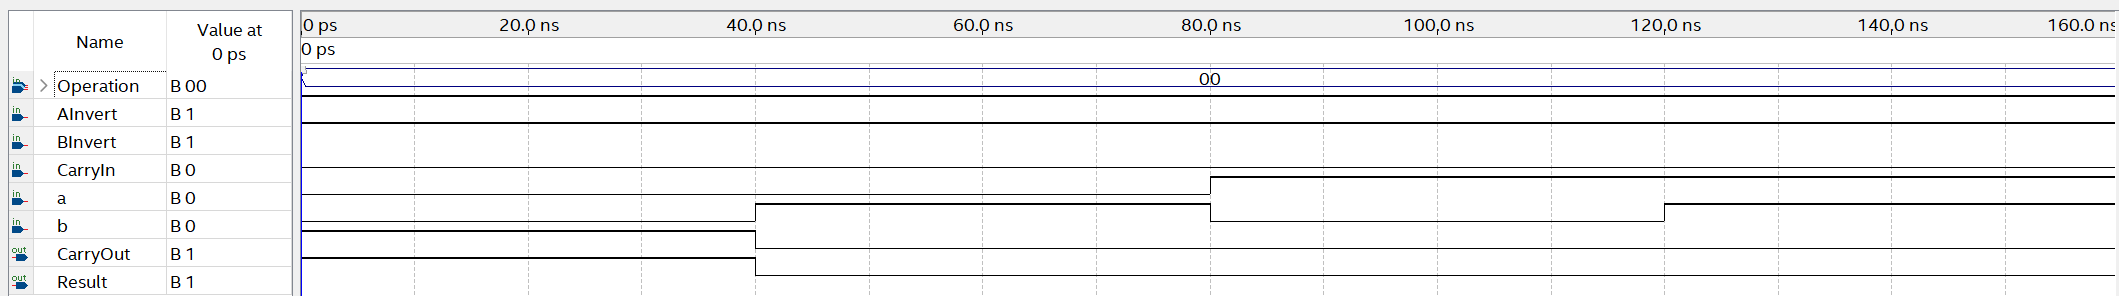 Name
Value at
0 ps
0 ps 20.0 ns 40.0 ns 60.0 ns 80.0 ns 100.0 ns 120.0 ns 140.0 ns 160.0 ns
0 ps
in > Operation B 00 00
in AInvert B 1
in BInvert B 1
in CarryIn B 0
in a B 0
in b B 0
out CarryOut B 1
out Result B 1